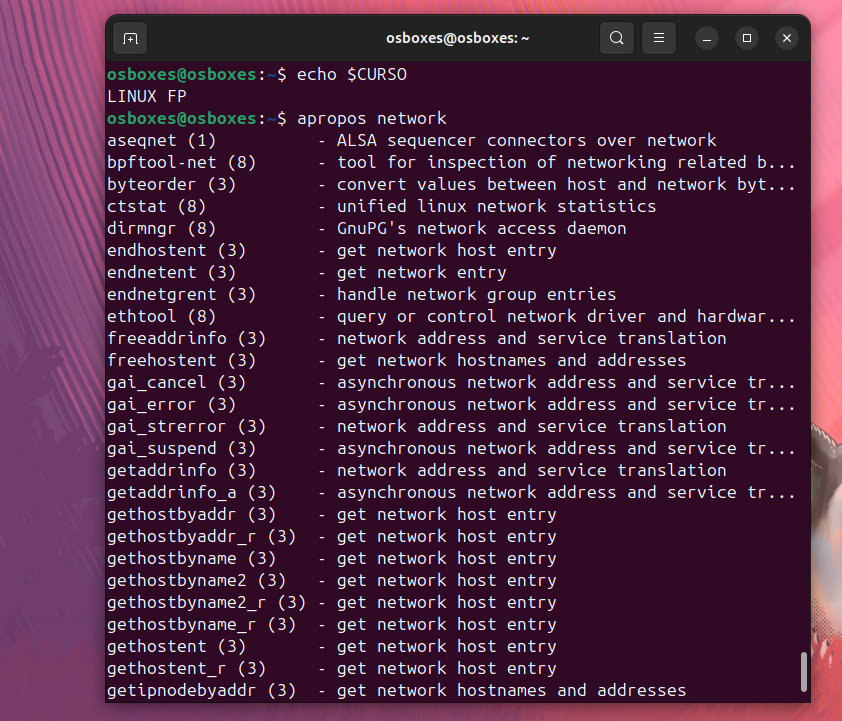 osboxes@osboxes: ~
osboxes@osboxes:~$ echo $CURSO
LINUX FP
osboxes@osboxes:~$ apropos network
aseqnet (1)          - ALSA sequencer connectors over network
bpftool-net (8)      - tool for inspection of networking related b...
byteorder (3)        - convert values between host and network byt...
ctstat (8)           - unified linux network statistics
dirmngr (8)          - GnuPG's network access daemon
endhostent (3)       - get network host entry
endnetent (3)        - get network entry
endnetgrent (3)      - handle network group entries
ethtool (8)          - query or control network driver and hardwar...
freeaddrinfo (3)     - network address and service translation
freehostent (3)      - get network hostnames and addresses
gai_cancel (3)       - asynchronous network address and service tr...
gai_error (3)        - asynchronous network address and service tr...
gai_strerror (3)     - network address and service translation
gai_suspend (3)      - asynchronous network address and service tr...
getaddrinfo (3)      - network address and service translation
getaddrinfo_a (3)    - asynchronous network address and service tr...
gethostbyaddr (3)    - get network host entry
gethostbyaddr_r (3)  - get network host entry
gethostbyname (3)    - get network host entry
gethostbyname2 (3)   - get network host entry
gethostbyname2_r (3) - get network host entry
gethostbyname_r (3)  - get network host entry
gethostent (3)       - get network host entry
gethostent_r (3)     - get network host entry
getipnodebyaddr (3)  - get network hostnames and addresses